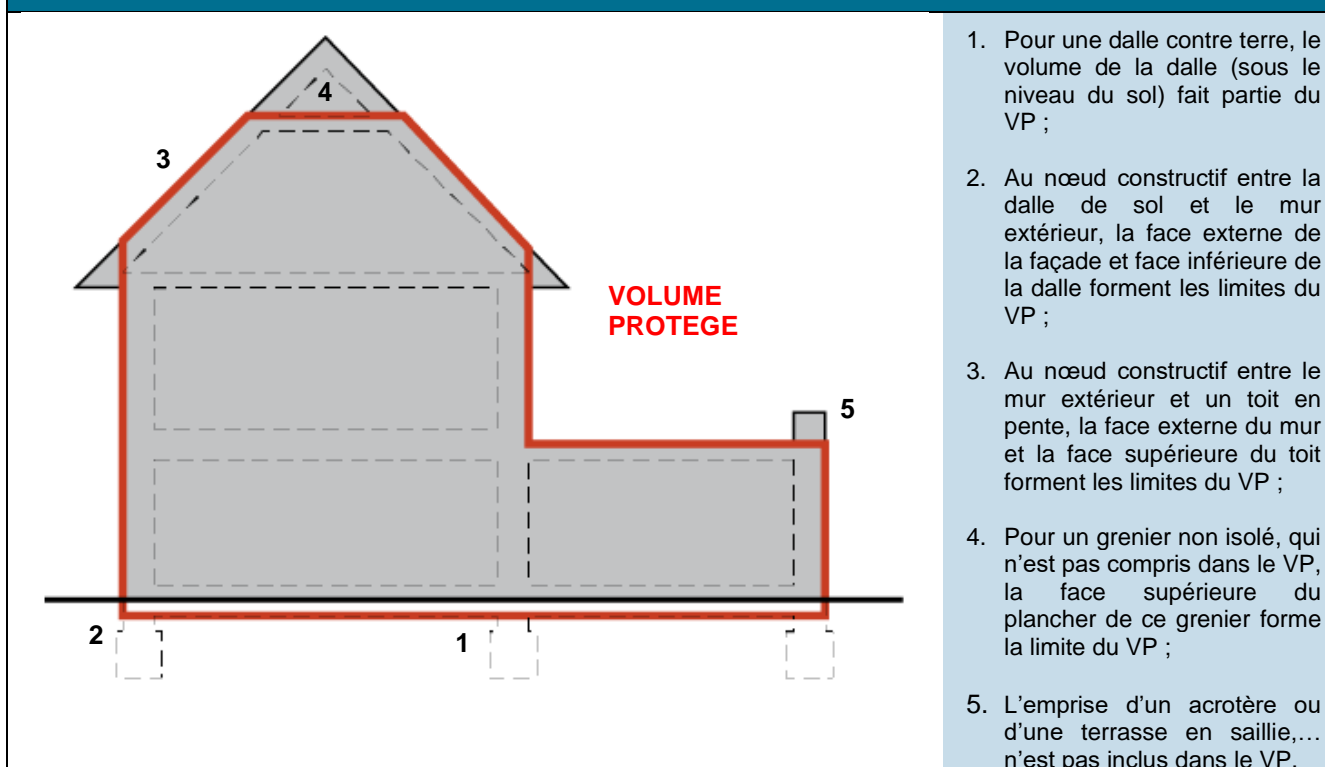 4
3
VOLUME
PROTEGE
5
2
1
1. Pour une dalle contre terre, le
volume de la dalle (sous le
niveau du sol) fait partie du
VP ;
2. Au nœud constructif entre la
dalle de sol et le mur
extérieur, la face externe de
la façade et face inférieure de
la dalle forment les limites du
VP ;
3. Au nœud constructif entre le
mur extérieur et un toit en
pente, la face externe du mur
et la face supérieure du toit
forment les limites du VP ;
4. Pour un grenier non isolé, qui
n'est pas compris dans le VP,
la face supérieure du
plancher de ce grenier forme
la limite du VP ;
5. L'emprise d'un acrotère ou
d'une terrasse en saillie,…
n'est pas inclus dans le VP.